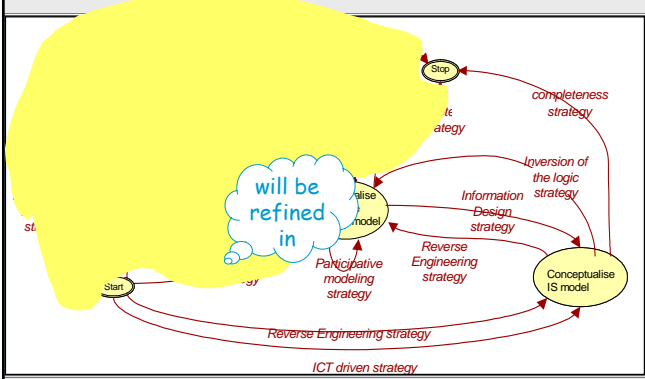 Stop
completeness
strategy
Inversion of
the logic
strategy
will be
refined
in
model
Information
Design
strategy
Reverse
Engineering
strategy
Participative
modeling
strategy
Conceptualise
IS model
Start
Reverse Engineering strategy
ICT driven strategy